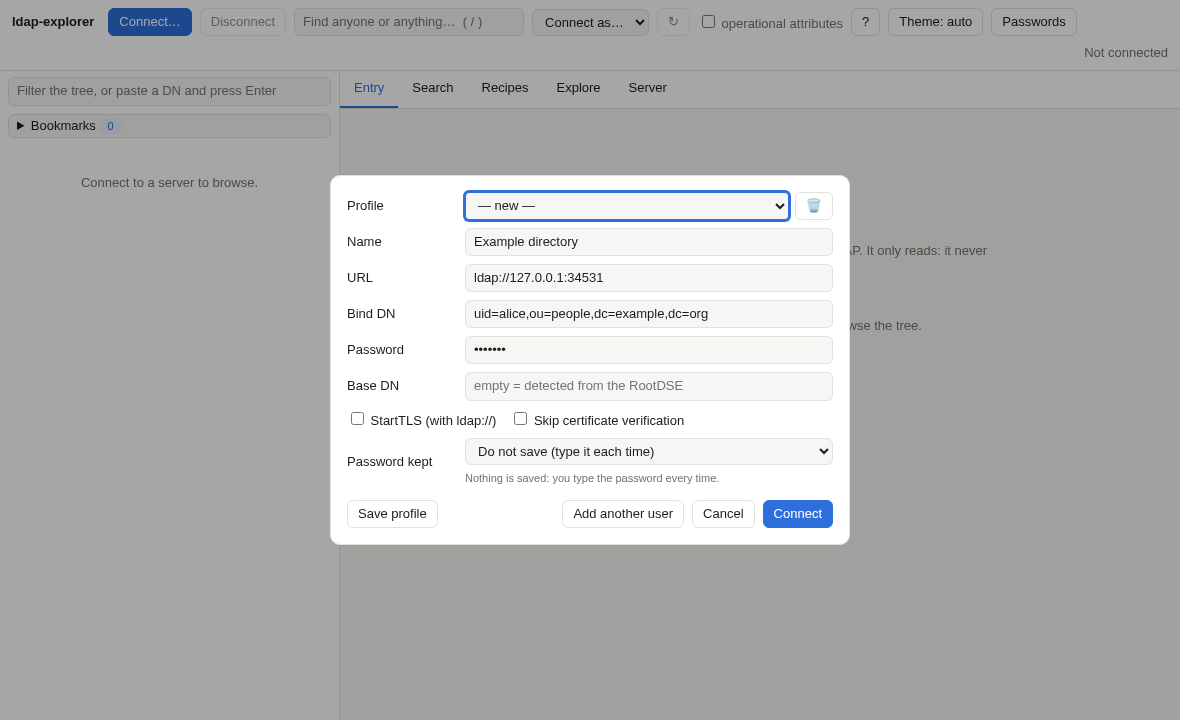 ldap-explorer Connect… Disconnect Find anyone or anything… ( / ) Connect as… ↻ operational attributes ? Theme: auto Passwords
Not connected
Filter the tree, or paste a DN and press Enter
Entry Search Recipes Explore Server
Bookmarks 0
Connect to a server to browse.
Profile — new —
Name Example directory
AP. It only reads: it never
URL ldap://127.0.0.1:34531
Bind DN uid=alice,ou=people,dc=example,dc=org
wse the tree.
Password •••••••
Base DN empty = detected from the RootDSE
StartTLS (with ldap://) Skip certificate verification
Password kept Do not save (type it each time)
Nothing is saved: you type the password every time.
Save profile Add another user Cancel Connect